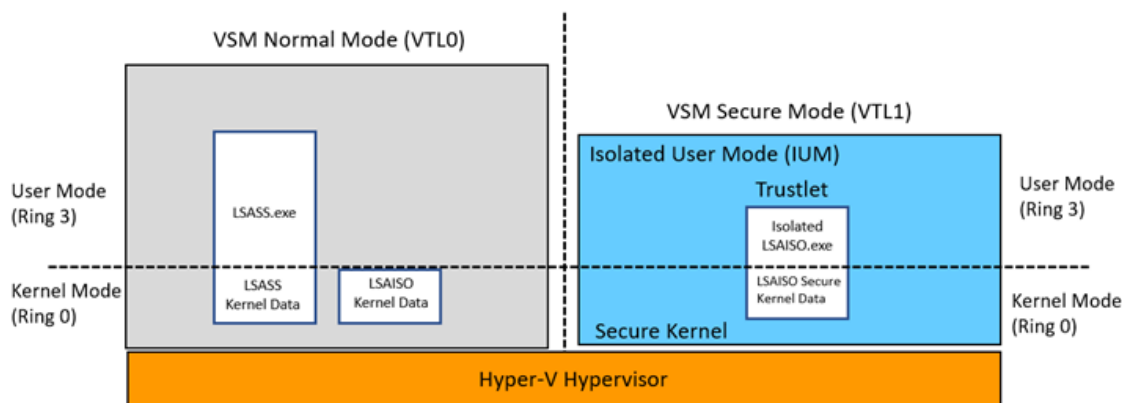 VSM Normal Mode (VTL0)
VSM Secure Mode (VTL1)
Isolated User Mode (IUM)
Trustlet
User Mode
(Ring 3)
LSASS.exe
Isolated
LSAISO.exe
User Mode
(Ring 3)
Kernel Mode
(Ring 0)
LSASS
Kernel Data
LSAISO
Kernel Data
LSAISO Secure
Kernel Data
Kernel Mode
(Ring 0)
Secure Kernel
Hyper-V Hypervisor